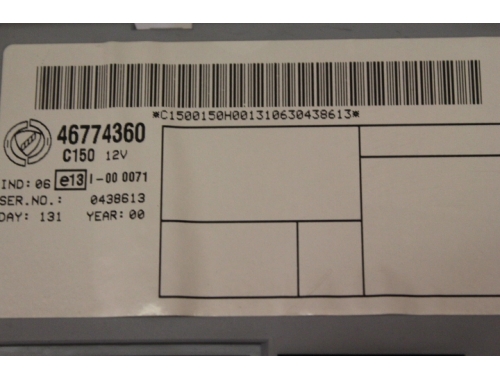 *C1500150H001310630438613*
46774360
C150 12V
IND: 06 e13 I-00 0071
SER.NO.: 0438613
DAY: 131 YEAR: 00